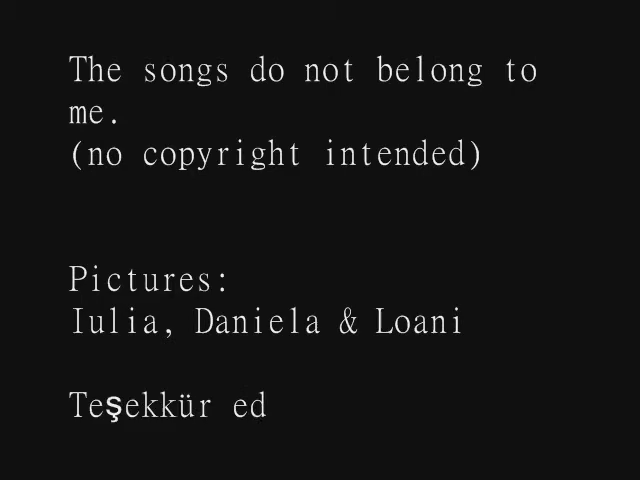 The songs do not belong to
me.
(no copyright intended)
Pictures:
Iulia, Daniela & Loani
Teşekkür ed